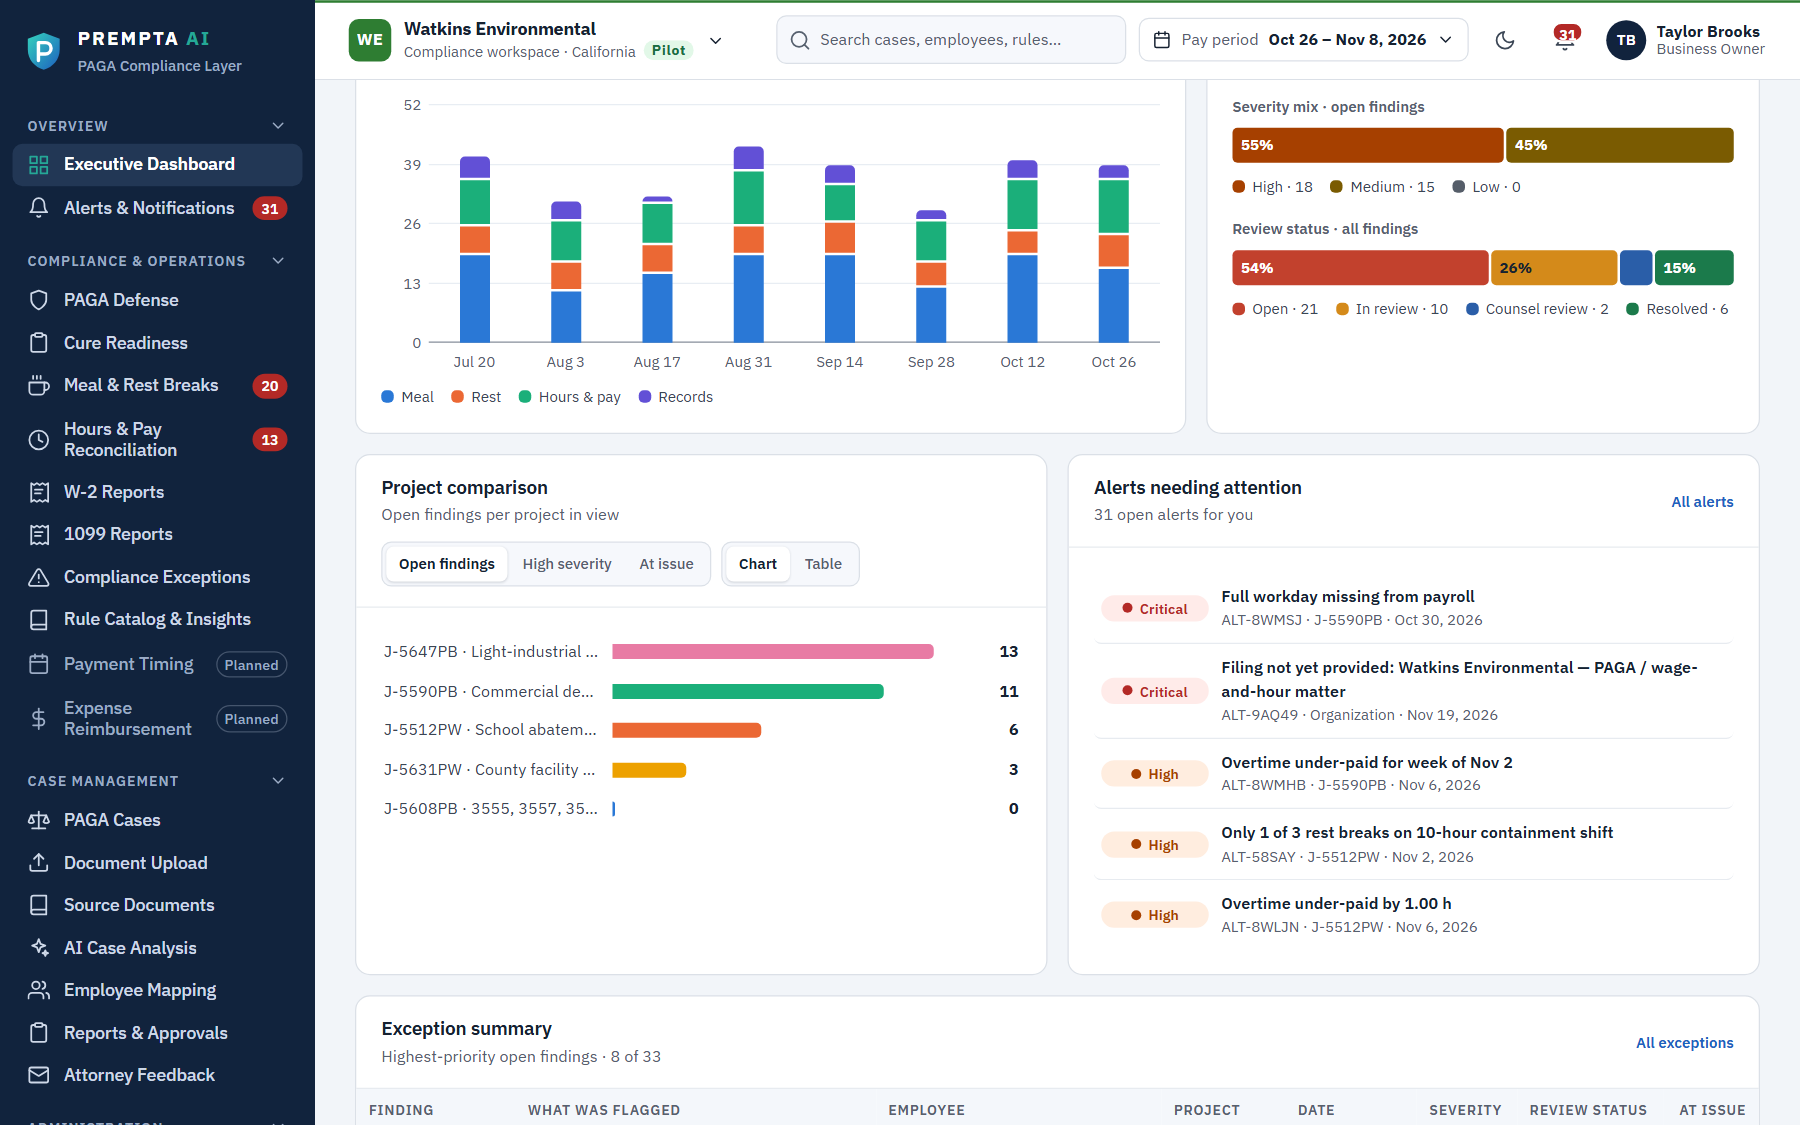 PREMPTA AI
PAGA Compliance Layer
OVERVIEW
Executive Dashboard
Alerts & Notifications 31
COMPLIANCE & OPERATIONS
PAGA Defense
Cure Readiness
Meal & Rest Breaks 20
Hours & Pay
Reconciliation 13
W-2 Reports
1099 Reports
Compliance Exceptions
Rule Catalog & Insights
Payment Timing Planned
Expense
Reimbursement Planned
CASE MANAGEMENT
PAGA Cases
Document Upload
Source Documents
AI Case Analysis
Employee Mapping
Reports & Approvals
Attorney Feedback
ADMINISTRATION
WE
Watkins Environmental
Compliance workspace · California Pilot
Search cases, employees, rules...
Pay period Oct 26 – Nov 8, 2026
31
TB
Taylor Brooks
Business Owner
52
39
26
13
0
Jul 20 Aug 3 Aug 17 Aug 31 Sep 14 Sep 28 Oct 12 Oct 26
Meal Rest Hours & pay Records
Severity mix · open findings
55% 45%
High · 18 Medium · 15 Low · 0
Review status · all findings
54% 26% 15%
Open · 21 In review · 10 Counsel review · 2 Resolved · 6
Project comparison
Open findings per project in view
Open findings High severity At issue Chart Table
J-5647PB · Light-industrial ... 13
J-5590PB · Commercial de... 11
J-5512PW · School abatem... 6
J-5631PW · County facility ... 3
J-5608PB · 3555, 3557, 35... 0
Alerts needing attention
31 open alerts for you
All alerts
Critical
Full workday missing from payroll
ALT-8WMSJ · J-5590PB · Oct 30, 2026
Critical
Filing not yet provided: Watkins Environmental — PAGA / wage-
and-hour matter
ALT-9AQ49 · Organization · Nov 19, 2026
High
Overtime under-paid for week of Nov 2
ALT-8WMHB · J-5590PB · Nov 6, 2026
High
Only 1 of 3 rest breaks on 10-hour containment shift
ALT-58SAY · J-5512PW · Nov 2, 2026
High
Overtime under-paid by 1.00 h
ALT-8WLJN · J-5512PW · Nov 6, 2026
Exception summary
Highest-priority open findings · 8 of 33
All exceptions
FINDING WHAT WAS FLAGGED EMPLOYEE PROJECT DATE SEVERITY REVIEW STATUS AT ISSUE